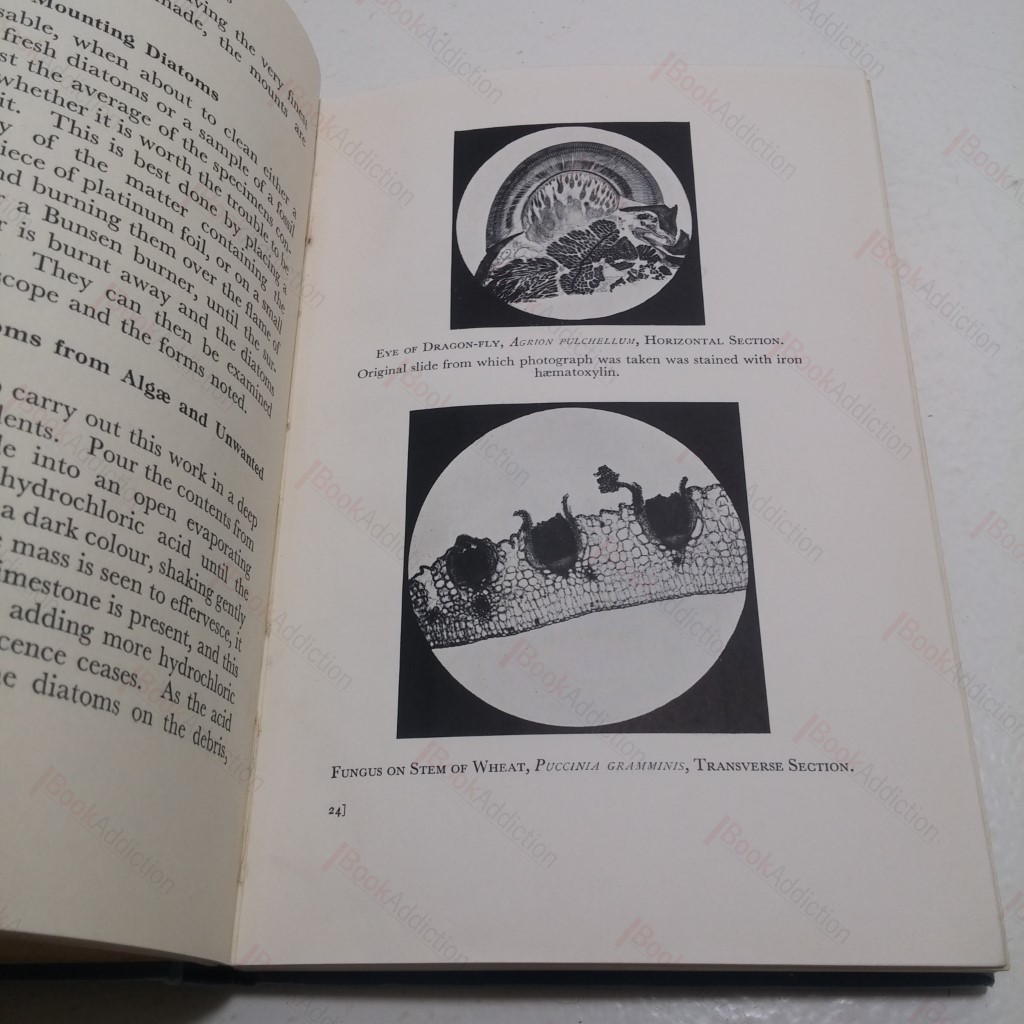 ving the very finest
made, the mounts are
Mounting Diatoms
sable, when about to clean either a
fresh diatoms or a sample of a fossil
st the average of the specimens con-
whether it is worth the trouble to be
it. This is best done by placing a
y of the matter containing the
iece of platinum foil, or on a small
nd burning them over the flame of
a Bunsen burner, until the sur-
r is burnt away and the diatoms
They can then be examined
scope and the forms noted.
oms from Algæ and Unwanted
carry out this work in a deep
lents. Pour the contents from
le into an open evaporating
hydrochloric acid until the
a dark colour, shaking gently
mass is seen to effervesce, it
limestone is present, and this
adding more hydrochloric
cence ceases. As the acid
e diatoms on the debris,
Eye of Dragon-fly, Agrion pulchellum, Horizontal Section.
Original slide from which photograph was taken was stained with iron
hæmatoxylin.
Fungus on Stem of Wheat, Puccinia gramminis, Transverse Section.
24]
BookAddiction